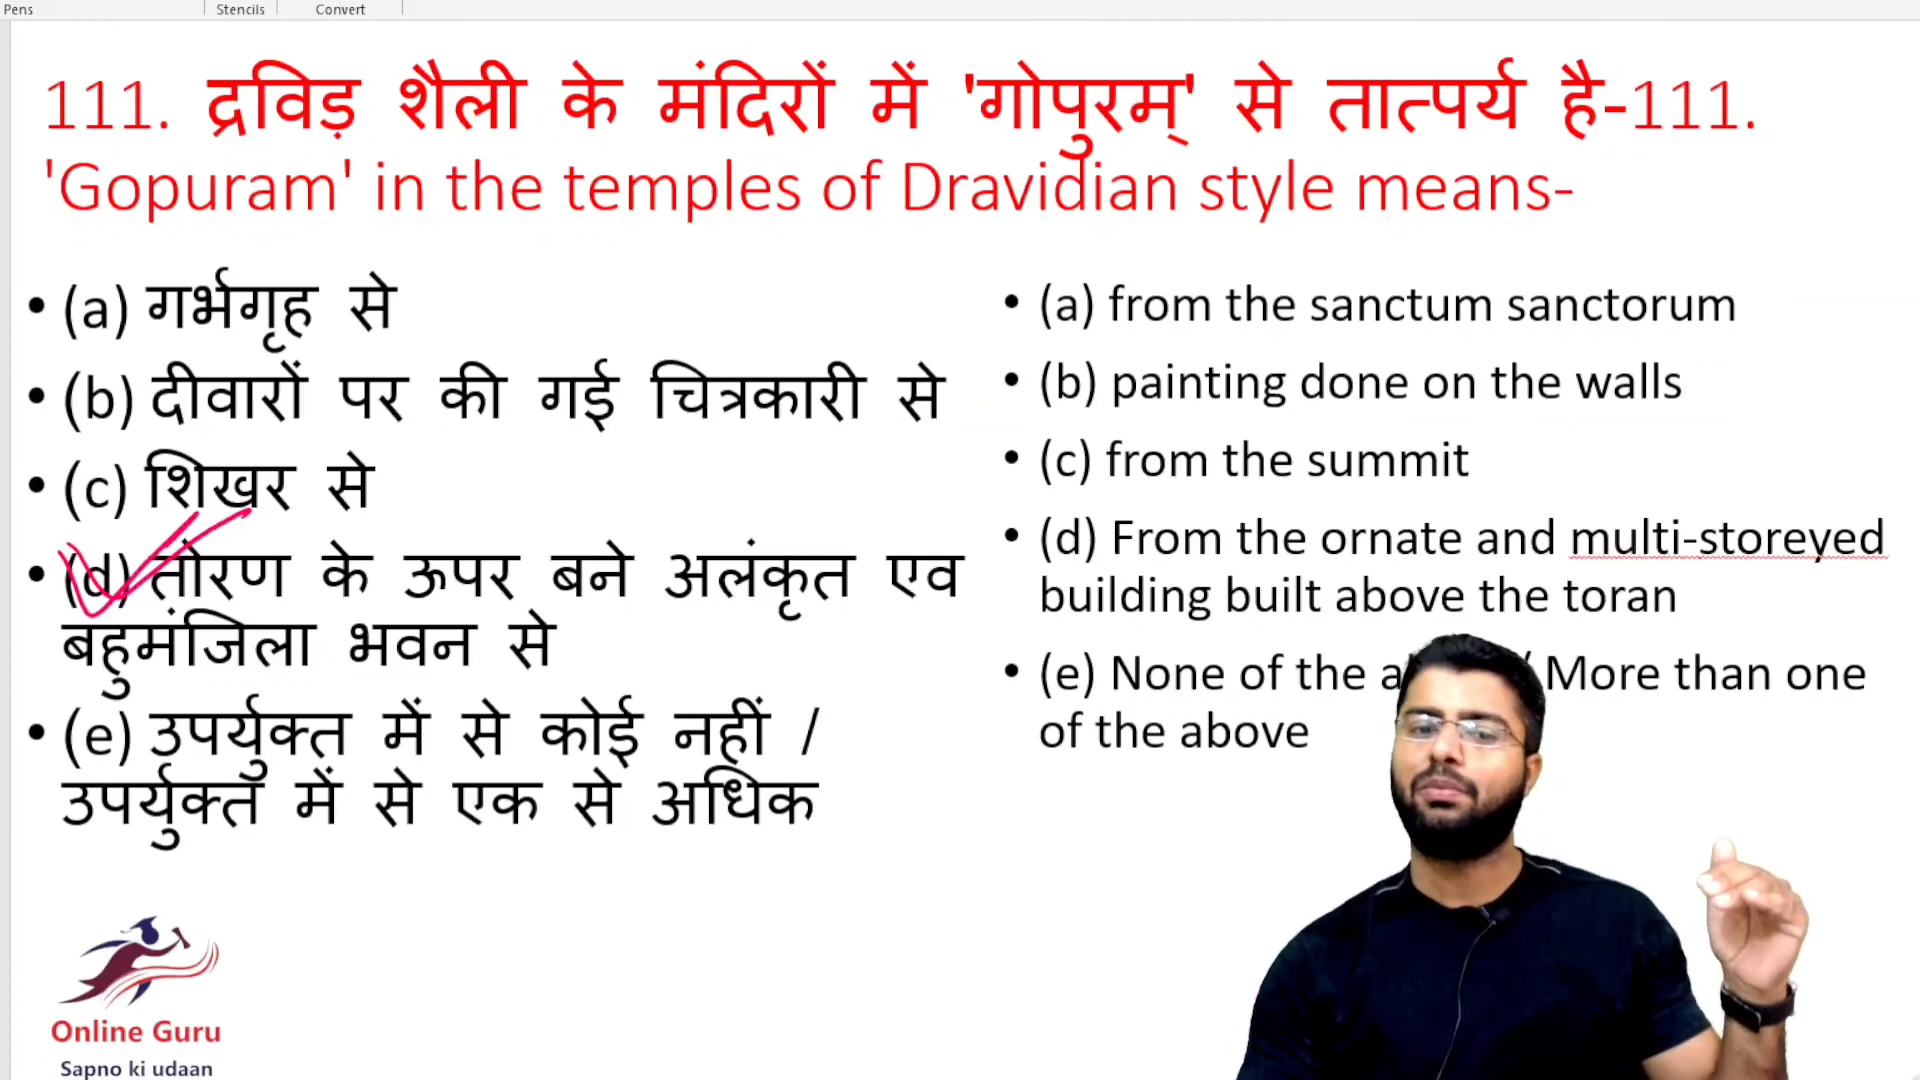 Pens Stencils Convert
111. द्रविड़ शैली के मंदिरों में 'गोपुरम्' से तात्पर्य है-111.
'Gopuram' in the temples of Dravidian style means-
• (a) गर्भगृह से
• (b) दीवारों पर की गई चित्रकारी से
• (c) शिखर से
• (d) तोरण के ऊपर बने अलंकृत एव
बहुमंजिला भवन से
• (e) उपर्युक्त में से कोई नहीं /
उपर्युक्त में से एक से अधिक
• (a) from the sanctum sanctorum
• (b) painting done on the walls
• (c) from the summit
• (d) From the ornate and multi-storeyed
building built above the toran
• (e) None of the / More than one
of the above
Online Guru
Sapno ki udaan